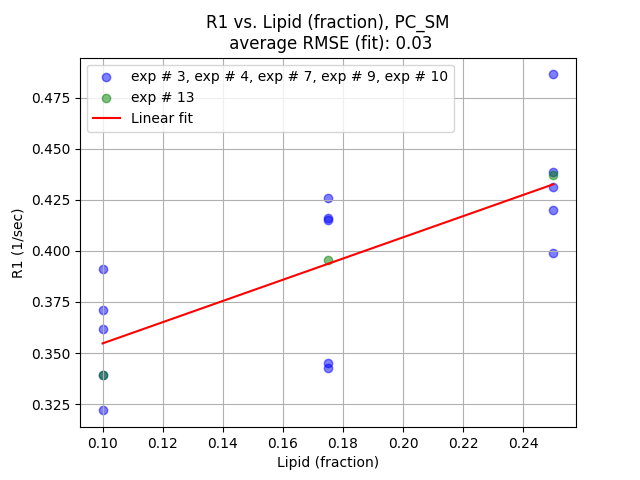 R1 vs. Lipid (fraction), PC_SM
average RMSE (fit): 0.03
exp # 3, exp # 4, exp # 7, exp # 9, exp # 10
exp # 13
Linear fit
0.475
0.450
0.425
0.400
0.375
0.350
0.325
R1 (1/sec)
0.10 0.12 0.14 0.16 0.18 0.20 0.22 0.24
Lipid (fraction)